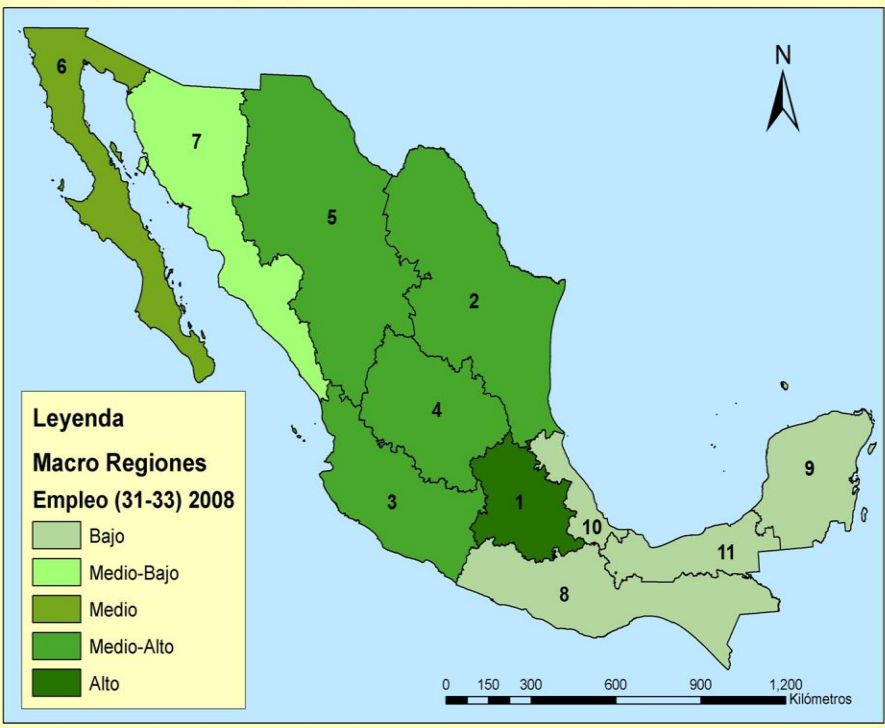 6
N
7
5
2
4
9
3
1
10
11
8
Leyenda
Macro Regiones
Empleo (31-33) 2008
Bajo
Medio-Bajo
Medio
Medio-Alto
Alto
0 150 300 600 900 1,200
Kilómetros